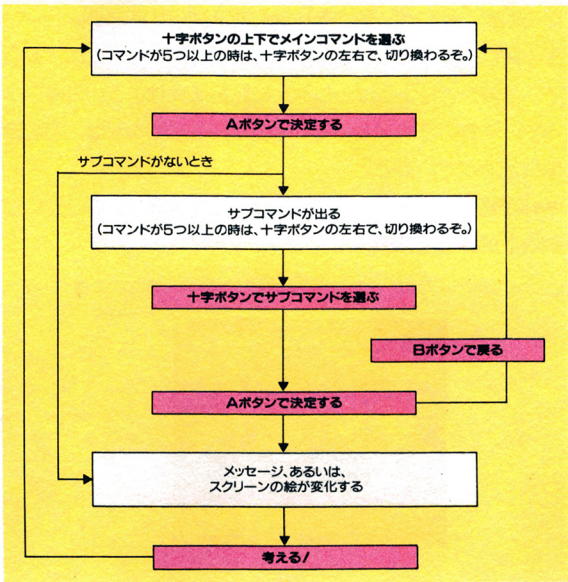 十字ボタンの上下でメインコマンドを選ぶ
(コマンドが5つ以上の時は、十字ボタンの左右で、切り換わるぞ。)
Aボタンで決定する
サブコマンドがないとき
サブコマンドが出る
(コマンドが5つ以上の時は、十字ボタンの左右で、切り換わるぞ。)
十字ボタンでサブコマンドを選ぶ
Bボタンで戻る
Aボタンで決定する
メッセージ、あるいは、
スクリーンの絵が変化する
考える!